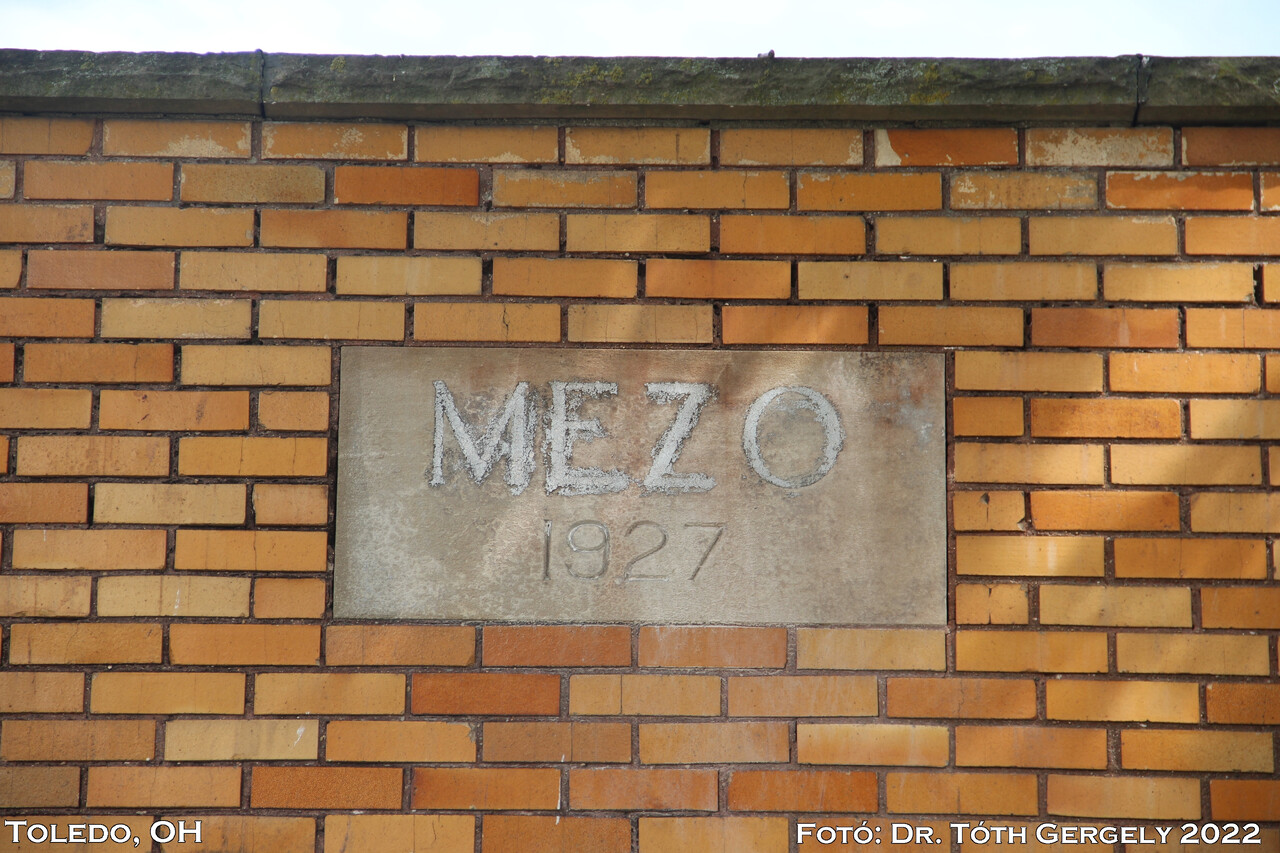 MEZO
1927
Toledo, OH
Fotó: Dr. Tóth Gergely 2022